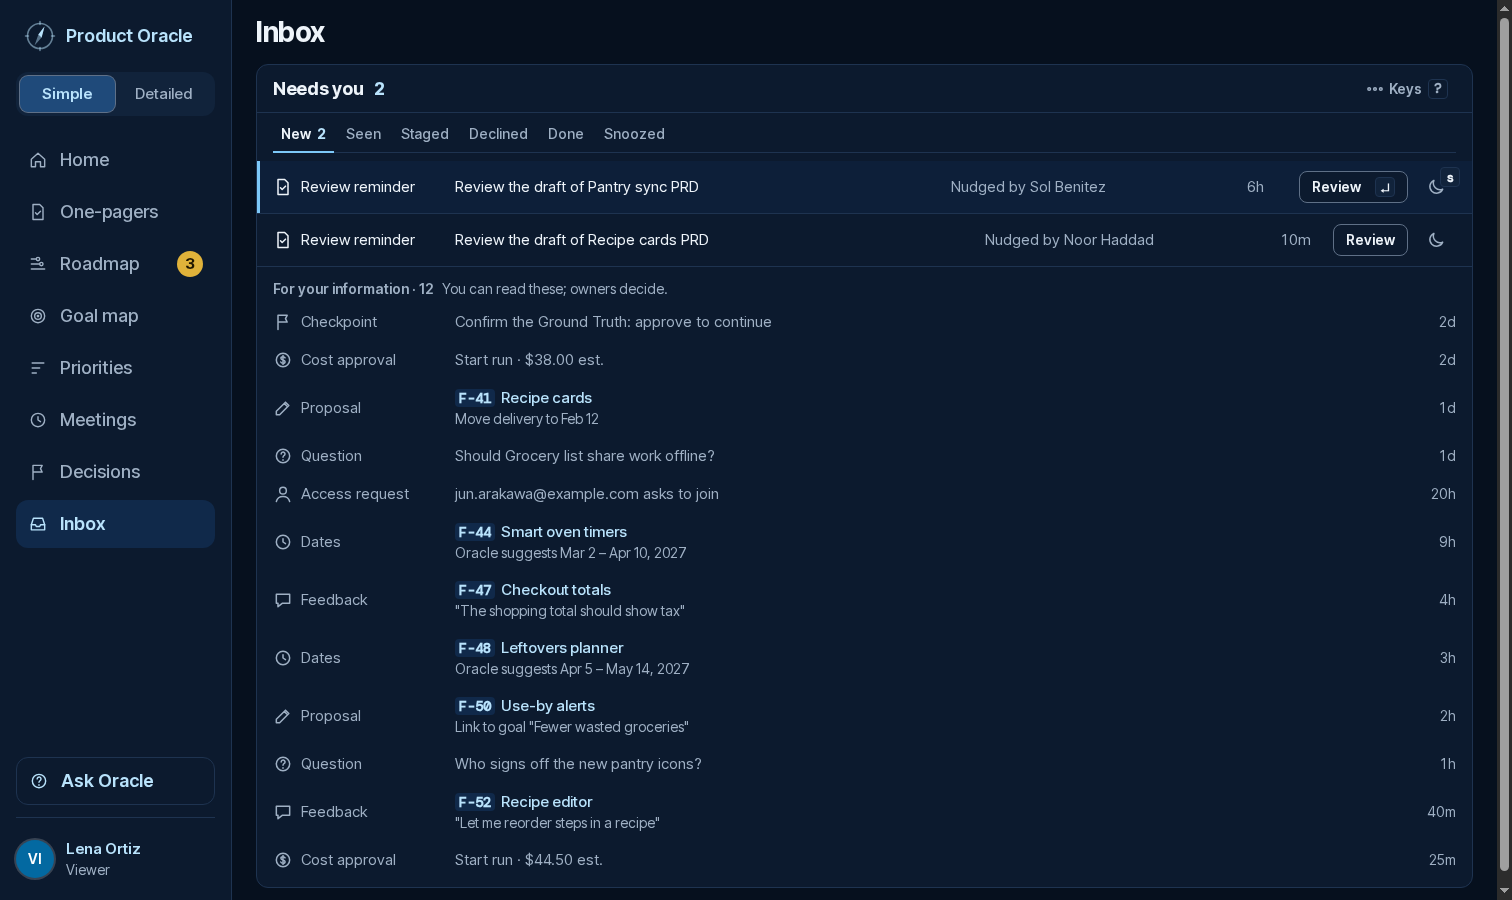 Product Oracle
Simple Detailed
Home
One-pagers
Roadmap 3
Goal map
Priorities
Meetings
Decisions
Inbox
Ask Oracle
VI Lena Ortiz
Viewer
Inbox
Needs you 2 ••• Keys ?
New 2 Seen Staged Declined Done Snoozed
Review reminder Review the draft of Pantry sync PRD Nudged by Sol Benitez 6h Review ↵ s
Review reminder Review the draft of Recipe cards PRD Nudged by Noor Haddad 10m Review
For your information · 12 You can read these; owners decide.
Checkpoint Confirm the Ground Truth: approve to continue 2d
Cost approval Start run · $38.00 est. 2d
Proposal F-41 Recipe cards 1d
Move delivery to Feb 12
Question Should Grocery list share work offline? 1d
Access request jun.arakawa@example.com asks to join 20h
Dates F-44 Smart oven timers 9h
Oracle suggests Mar 2 – Apr 10, 2027
Feedback F-47 Checkout totals 4h
"The shopping total should show tax"
Dates F-48 Leftovers planner 3h
Oracle suggests Apr 5 – May 14, 2027
Proposal F-50 Use-by alerts 2h
Link to goal "Fewer wasted groceries"
Question Who signs off the new pantry icons? 1h
Feedback F-52 Recipe editor 40m
"Let me reorder steps in a recipe"
Cost approval Start run · $44.50 est. 25m